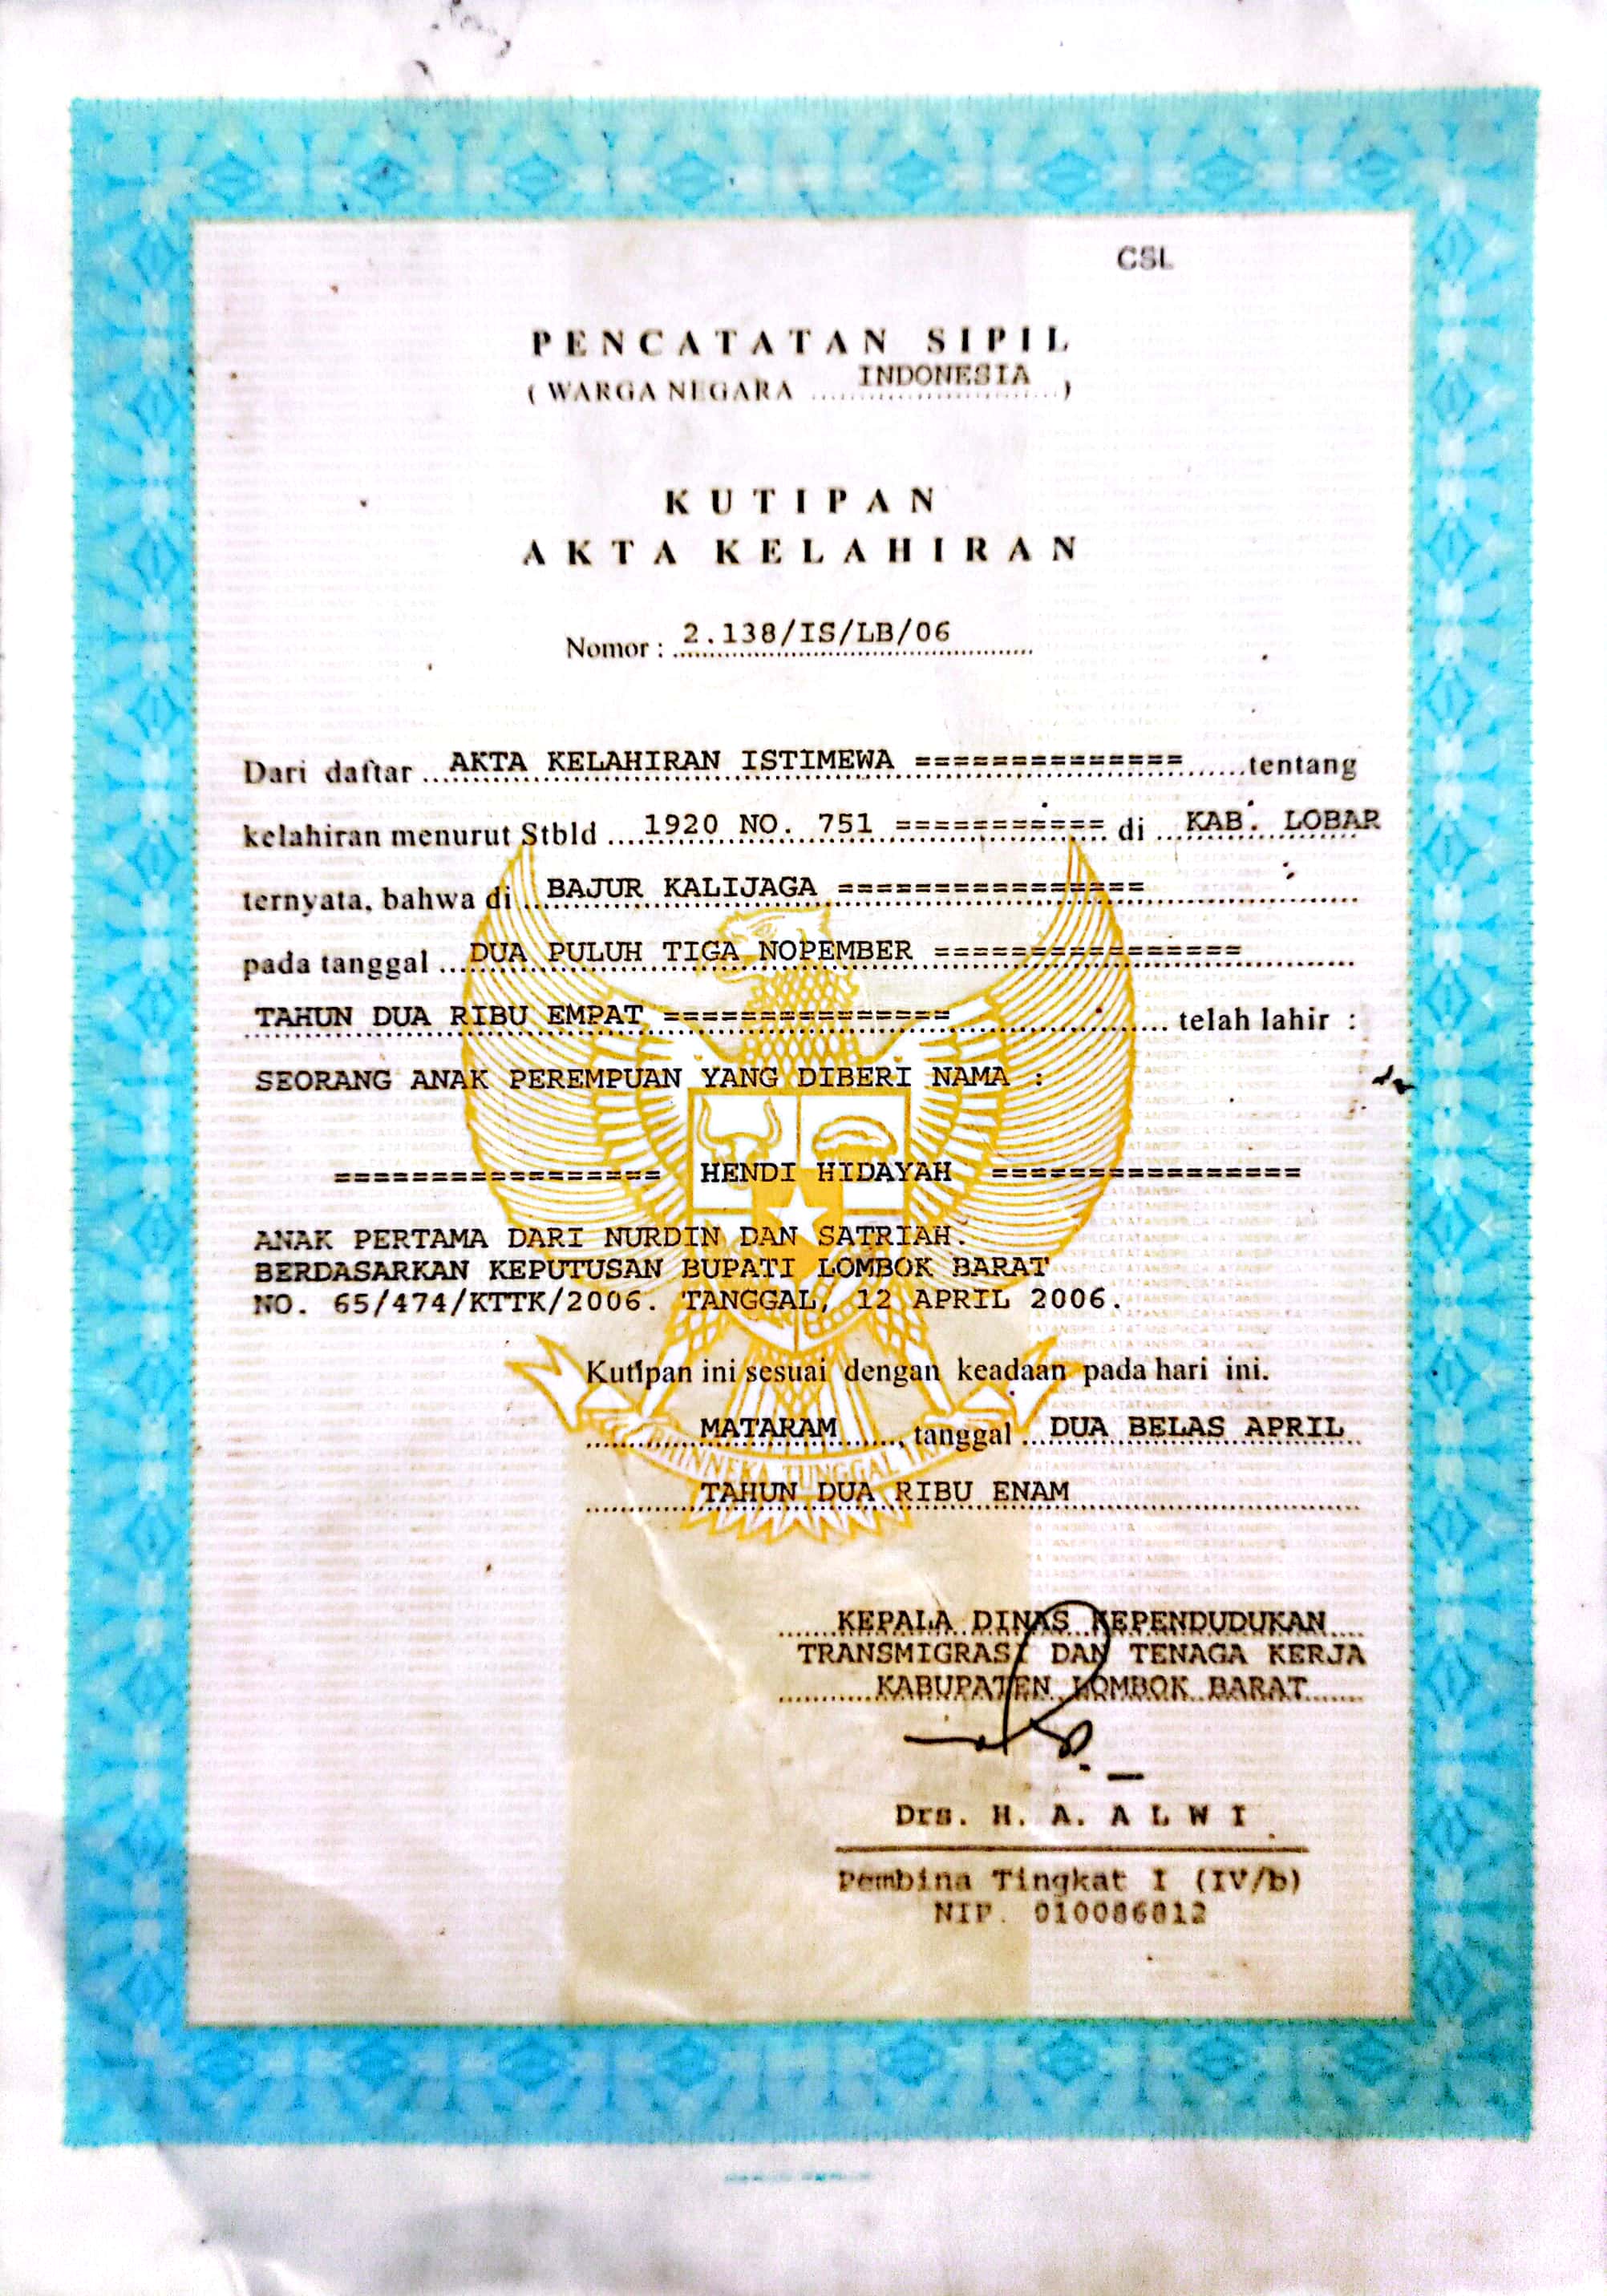 CSL
PENCATATAN SIPIL
( WARGA NEGARA INDONESIA )
KUTIPAN
AKTA KELAHIRAN
Nomor : 2.138/IS/LB/06
Dari daftar AKTA KELAHIRAN ISTIMEWA ============== tentang
kelahiran menurut Stbld 1920 NO. 751 =========== di KAB. LOBAR
ternyata, bahwa di BAJUR KALIJAGA ================
pada tanggal DUA PULUH TIGA NOPEMBER ================
TAHUN DUA RIBU EMPAT =============== telah lahir :
SEORANG ANAK PEREMPUAN YANG DIBERI NAMA :
================= HENDI HIDAYAH ================
ANAK PERTAMA DARI NURDIN DAN SATRIAH.
BERDASARKAN KEPUTUSAN BUPATI LOMBOK BARAT
NO. 65/474/KTTK/2006. TANGGAL, 12 APRIL 2006.
Kutipan ini sesuai dengan keadaan pada hari ini.
MATARAM, tanggal DUA BELAS APRIL
BHINNEKA TUNGGAL IKA
TAHUN DUA RIBU ENAM
KEPALA DINAS KEPENDUDUKAN
TRANSMIGRASI DAN TENAGA KERJA
KABUPATEN LOMBOK BARAT
Drs. H. A. A L W I
Pembina Tingkat I (IV/b)
NIP.